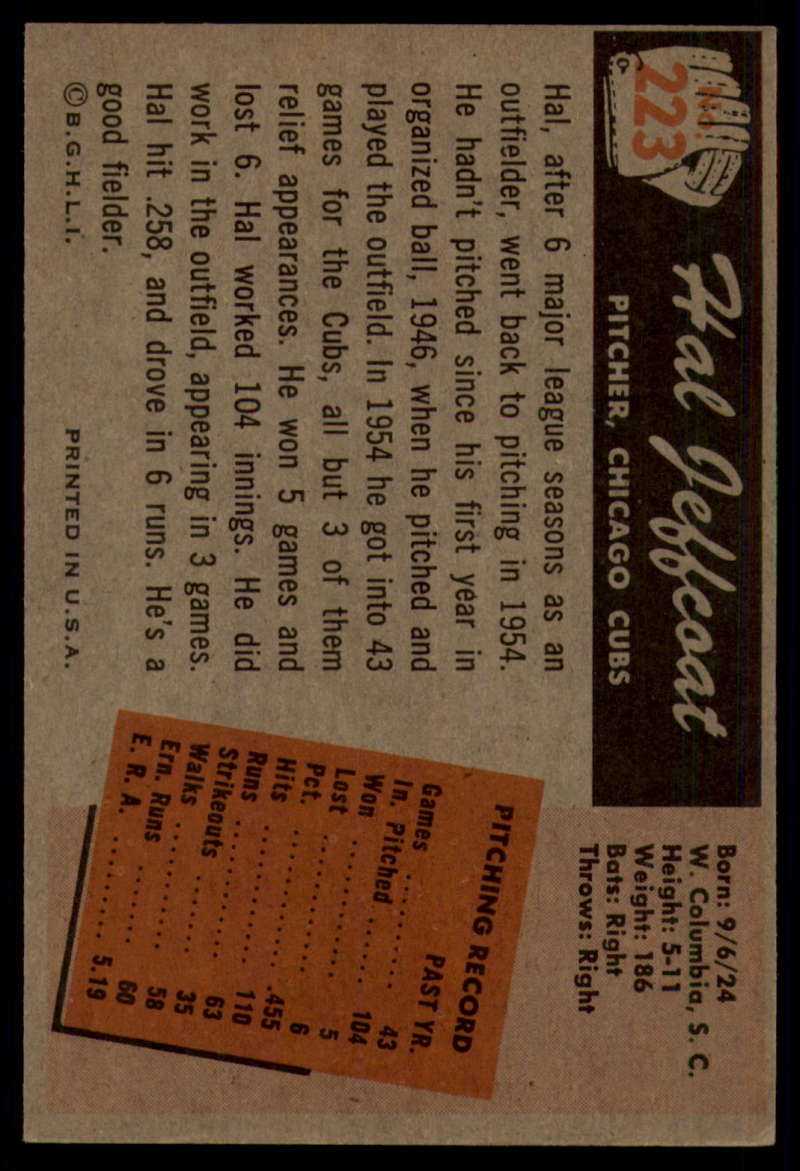 No.
223
Hal Jeffcoat
PITCHER, CHICAGO CUBS
Born: 9/6/24
W. Columbia, S. C.
Height: 5-11
Weight: 186
Bats: Right
Throws: Right
Hal, after 6 major league seasons as an
outfielder, went back to pitching in 1954.
He hadn't pitched since his first year in
organized ball, 1946, when he pitched and
played the outfield. In 1954 he got into 43
games for the Cubs, all but 3 of them
relief appearances. He won 5 games and
lost 6. Hal worked 104 innings. He did
work in the outfield, appearing in 3 games.
Hal hit .258, and drove in 6 runs. He's a
good fielder.
© B.G.H.L.I. PRINTED IN U.S.A.
PITCHING RECORD
PAST YR.
Games ......... 43
In. Pitched ...... 104
Won .......... 5
Lost .......... 6
Pct. .......... .455
Hits .......... 110
Runs .......... 63
Strikeouts ...... 35
Walks ......... 58
Ern. Runs ...... 60
E. R. A. ........ 5.19